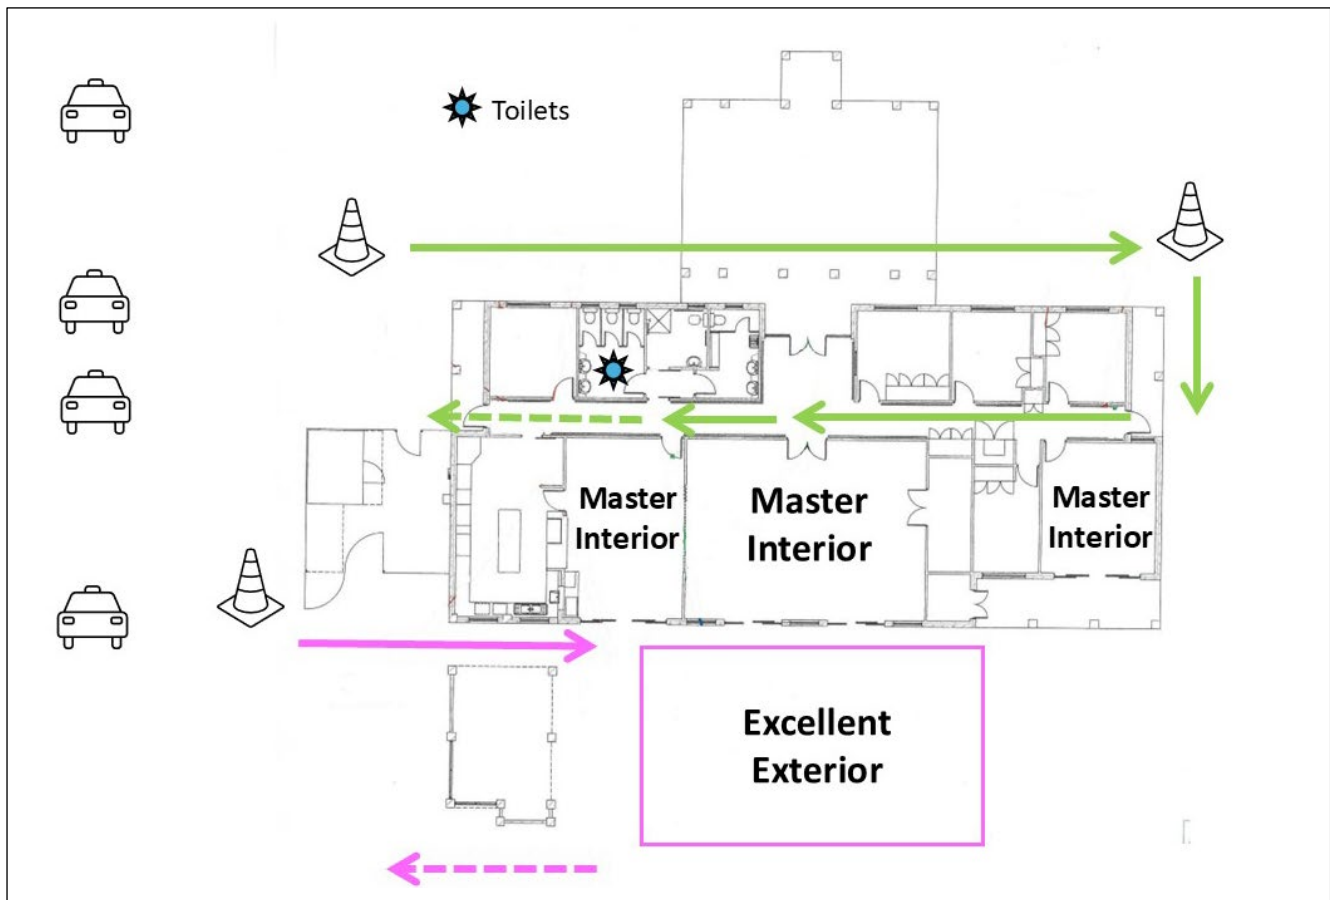 Toilets
Master
Interior
Master
Interior
Master
Interior
Excellent
Exterior